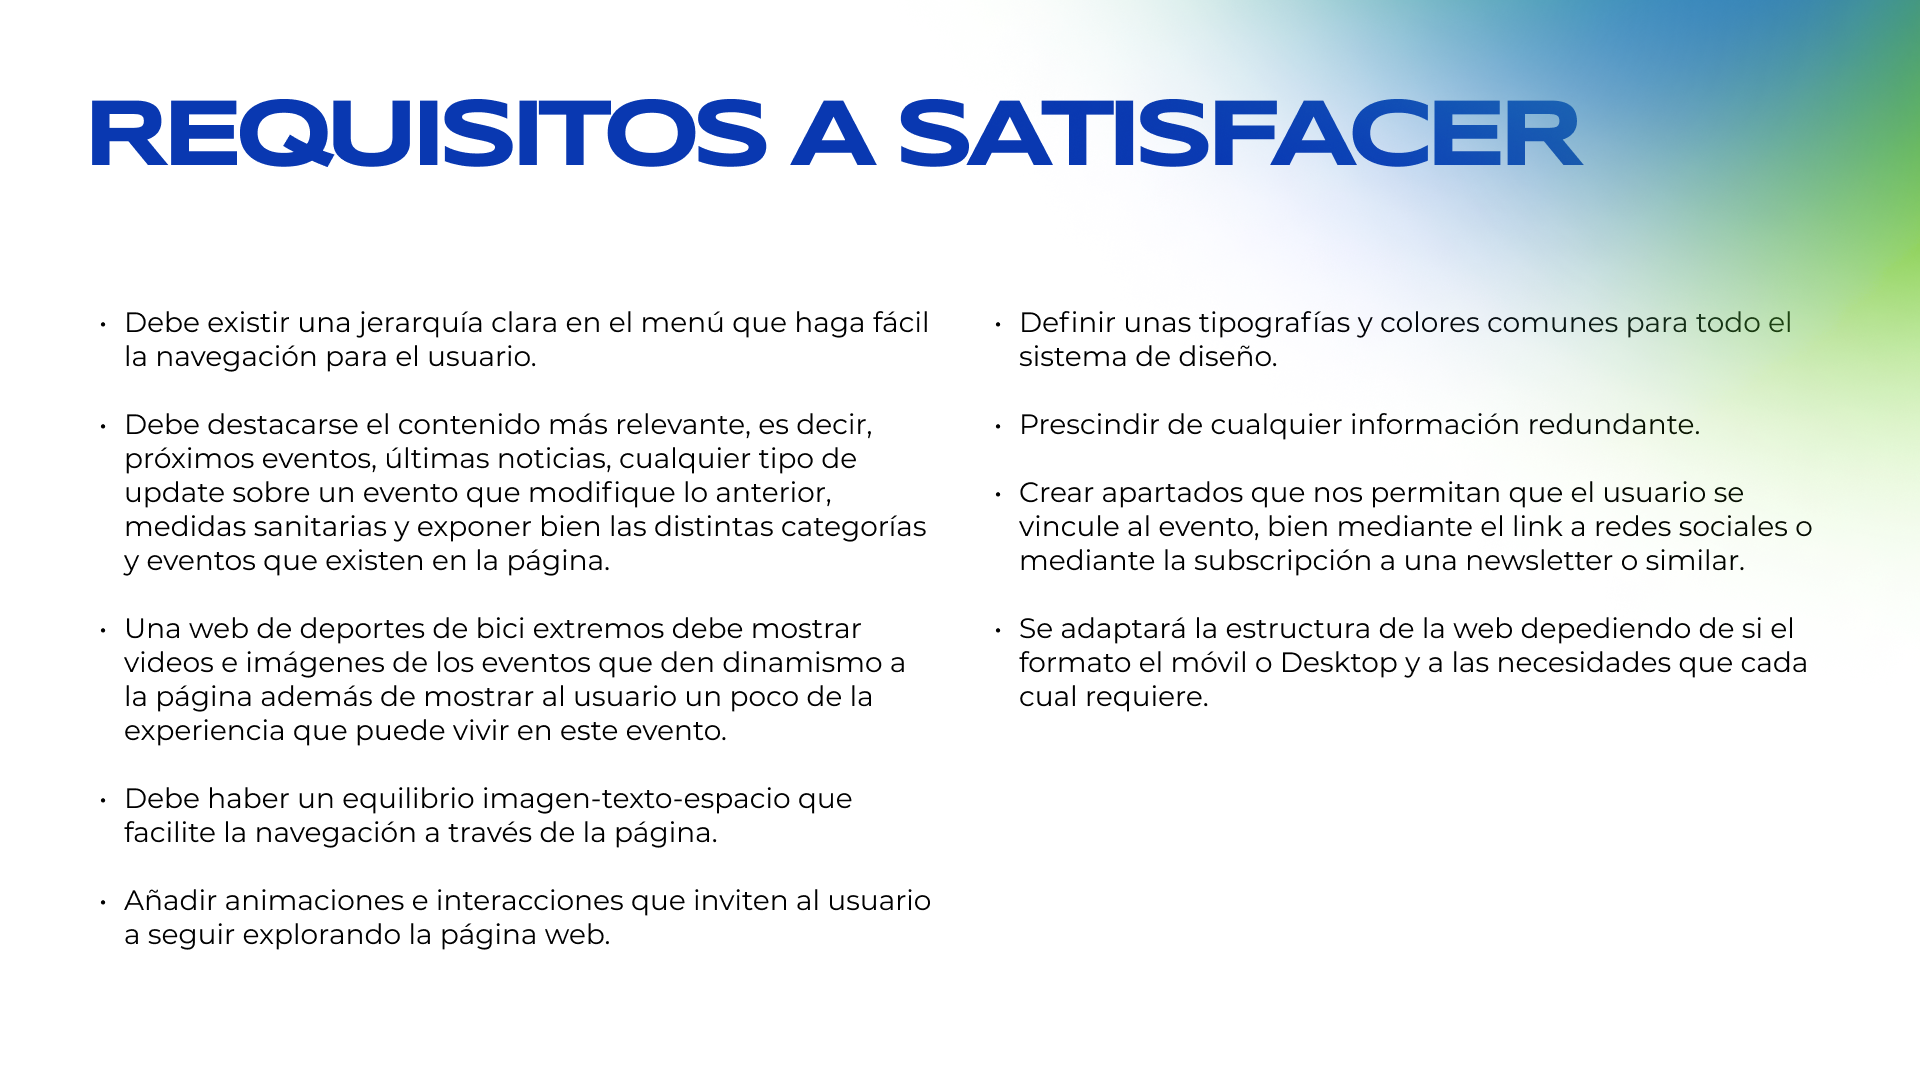 REQUISITOS A SATISFACER
• Debe existir una jerarquía clara en el menú que haga fácil
la navegación para el usuario.
• Debe destacarse el contenido más relevante, es decir,
próximos eventos, últimas noticias, cualquier tipo de
update sobre un evento que modifique lo anterior,
medidas sanitarias y exponer bien las distintas categorías
y eventos que existen en la página.
• Una web de deportes de bici extremos debe mostrar
videos e imágenes de los eventos que den dinamismo a
la página además de mostrar al usuario un poco de la
experiencia que puede vivir en este evento.
• Debe haber un equilibrio imagen-texto-espacio que
facilite la navegación a través de la página.
• Añadir animaciones e interacciones que inviten al usuario
a seguir explorando la página web.
• Definir unas tipografías y colores comunes para todo el
sistema de diseño.
• Prescindir de cualquier información redundante.
• Crear apartados que nos permitan que el usuario se
vincule al evento, bien mediante el link a redes sociales o
mediante la subscripción a una newsletter o similar.
• Se adaptará la estructura de la web depediendo de si el
formato el móvil o Desktop y a las necesidades que cada
cual requiere.